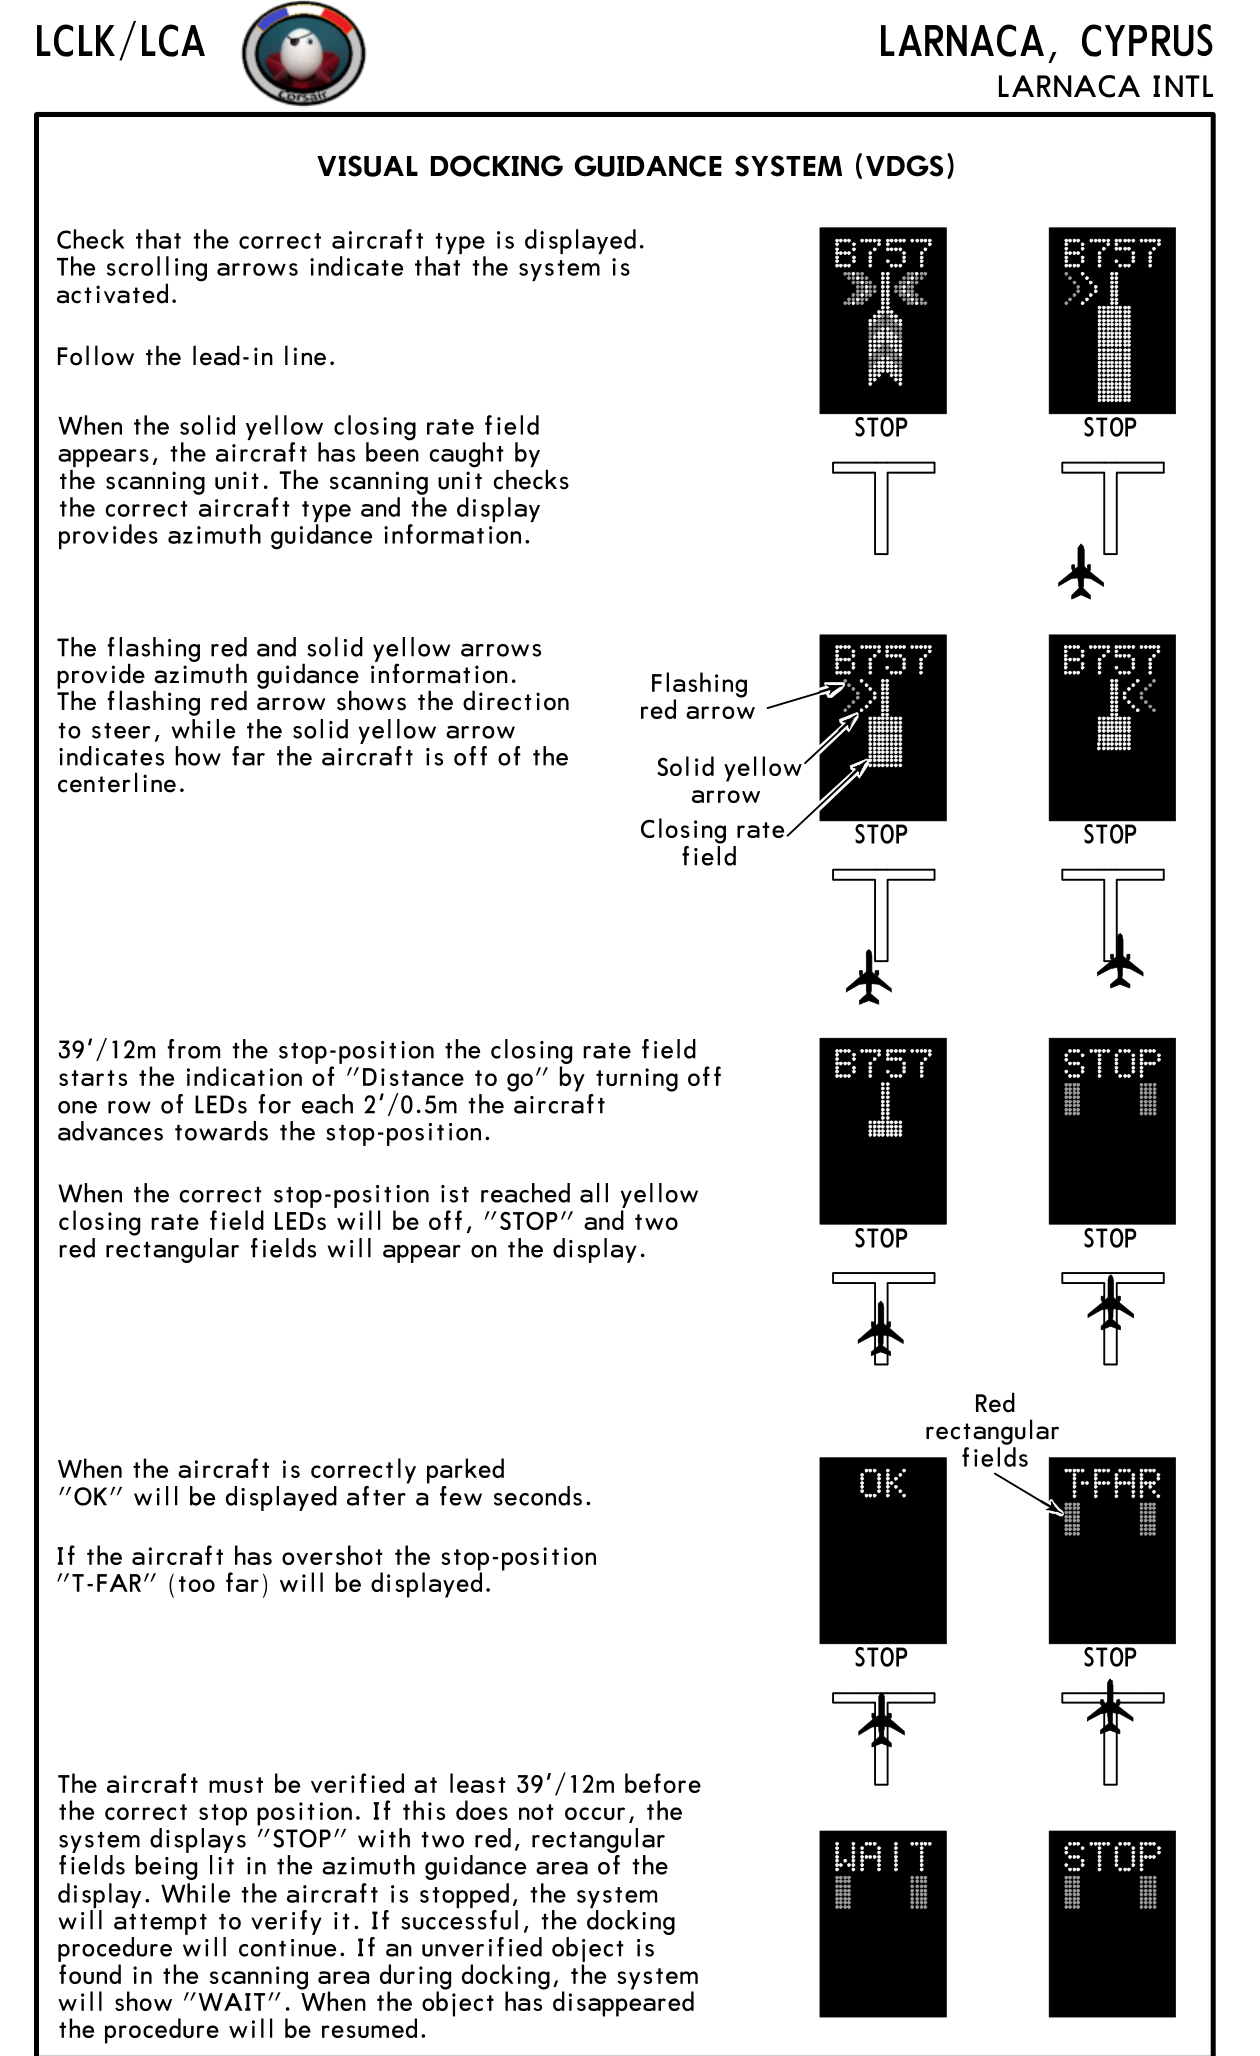 LCLK/LCA
Corsair
LARNACA, CYPRUS
LARNACA INTL
VISUAL DOCKING GUIDANCE SYSTEM (VDGS)
Check that the correct aircraft type is displayed.
The scrolling arrows indicate that the system is
activated.
Follow the lead-in line.
When the solid yellow closing rate field
appears, the aircraft has been caught by
the scanning unit. The scanning unit checks
the correct aircraft type and the display
provides azimuth guidance information.
B757
B757
STOP
STOP
The flashing red and solid yellow arrows
provide azimuth guidance information.
The flashing red arrow shows the direction
to steer, while the solid yellow arrow
indicates how far the aircraft is off of the
centerline.
Flashing
red arrow
Solid yellow
arrow
Closing rate
field
B757
B757
STOP
STOP
39'/12m from the stop-position the closing rate field
starts the indication of "Distance to go" by turning off
one row of LEDs for each 2'/0.5m the aircraft
advances towards the stop-position.
When the correct stop-position ist reached all yellow
closing rate field LEDs will be off, "STOP" and two
red rectangular fields will appear on the display.
B757
STOP
STOP
STOP
When the aircraft is correctly parked
"OK" will be displayed after a few seconds.
If the aircraft has overshot the stop-position
"T-FAR" (too far) will be displayed.
Red
rectangular
fields
OK
T-FAR
STOP
STOP
The aircraft must be verified at least 39'/12m before
the correct stop position. If this does not occur, the
system displays "STOP" with two red, rectangular
fields being lit in the azimuth guidance area of the
display. While the aircraft is stopped, the system
will attempt to verify it. If successful, the docking
procedure will continue. If an unverified object is
found in the scanning area during docking, the system
will show "WAIT". When the object has disappeared
the procedure will be resumed.
WAIT
STOP